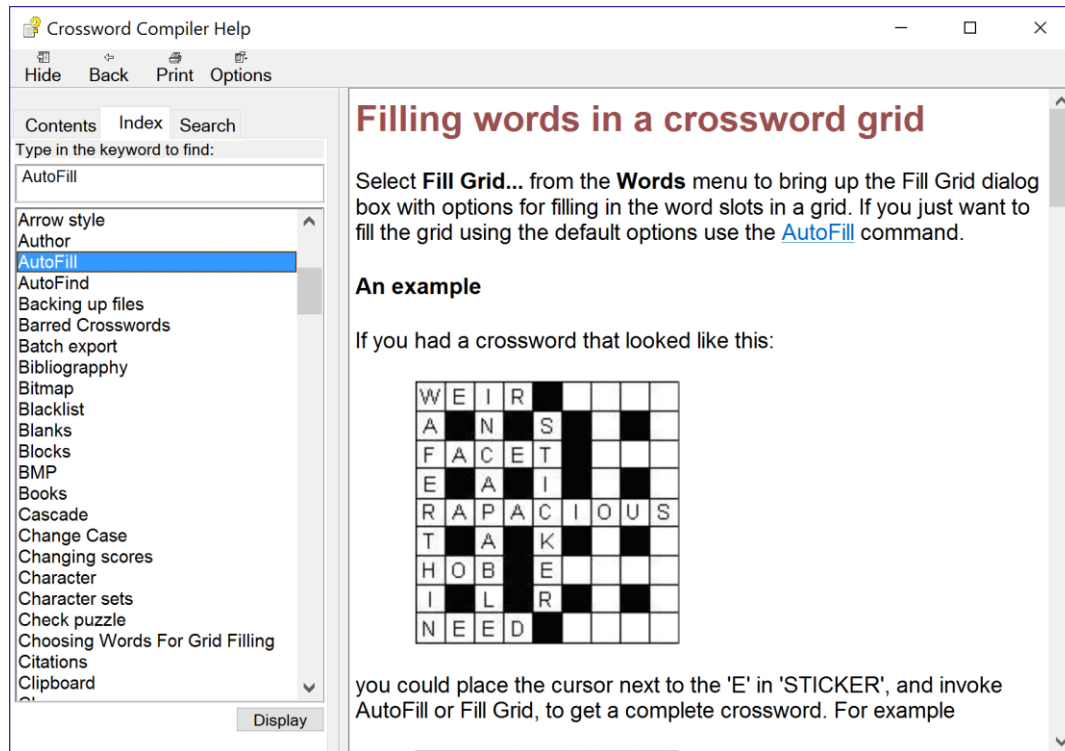 Crossword Compiler Help
Hide Back Print Options
Contents Index Search
Type in the keyword to find:
AutoFill
Arrow style
Author
AutoFill
AutoFind
Backing up files
Barred Crosswords
Batch export
Bibliograpphy
Bitmap
Blacklist
Blanks
Blocks
BMP
Books
Cascade
Change Case
Changing scores
Character
Character sets
Check puzzle
Choosing Words For Grid Filling
Citations
Clipboard
Display
Filling words in a crossword grid
Select Fill Grid... from the Words menu to bring up the Fill Grid dialog
box with options for filling in the word slots in a grid. If you just want to
fill the grid using the default options use the AutoFill command.
An example
If you had a crossword that looked like this:
W E I R
A N S
F A C E T
E A I
R A P A C I O U S
T A K
H O B E
I L R
N E E D
you could place the cursor next to the 'E' in 'STICKER', and invoke
AutoFill or Fill Grid, to get a complete crossword. For example